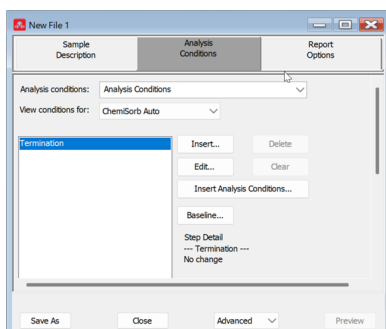 New File 1
Sample Description
Analysis Conditions
Report Options
Analysis conditions: Analysis Conditions
View conditions for: ChemiSorb Auto
Termination
Insert... Delete
Edit... Clear
Insert Analysis Conditions...
Baseline...
Step Detail
--- Termination ---
No change
Save As Close Advanced Preview